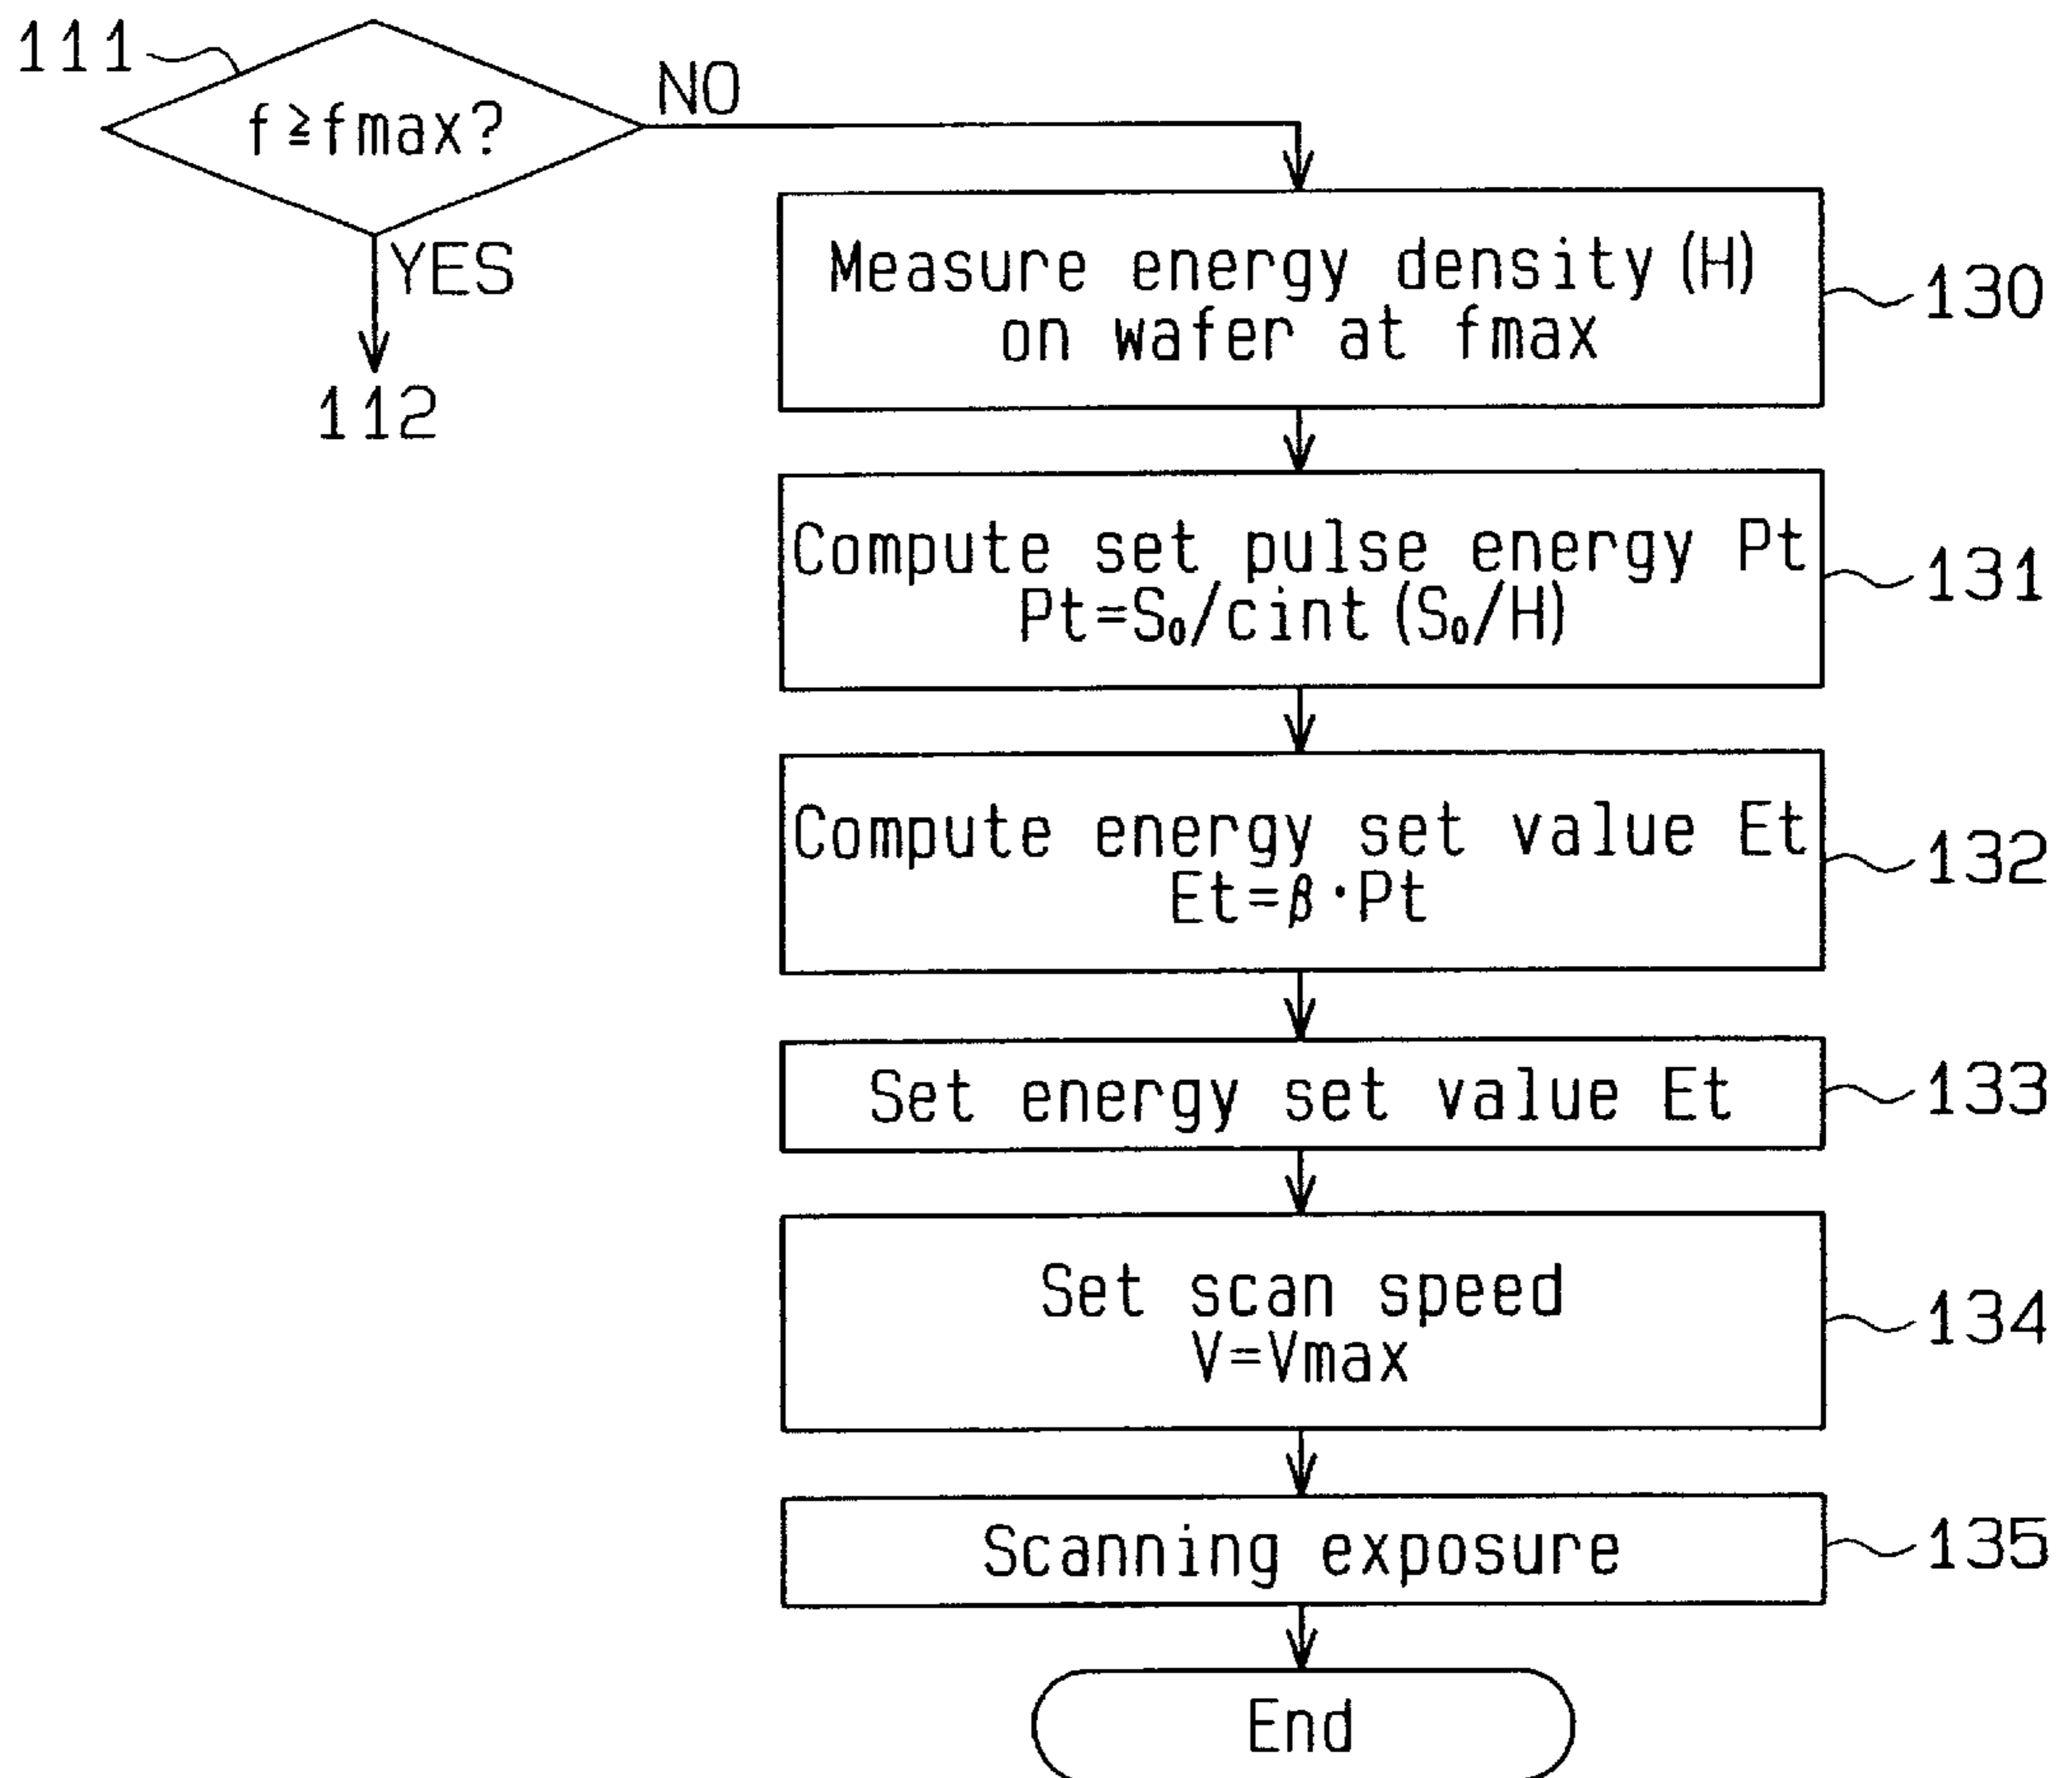 111
f≧fmax?
NO
YES
112
Measure energy density (H)
on wafer at fmax
130
Compute set pulse energy Pt
Pt=S₀/cint (S₀/H)
131
Compute energy set value Et
Et=β·Pt
132
Set energy set value Et
133
Set scan speed
V=Vmax
134
Scanning exposure
135
End